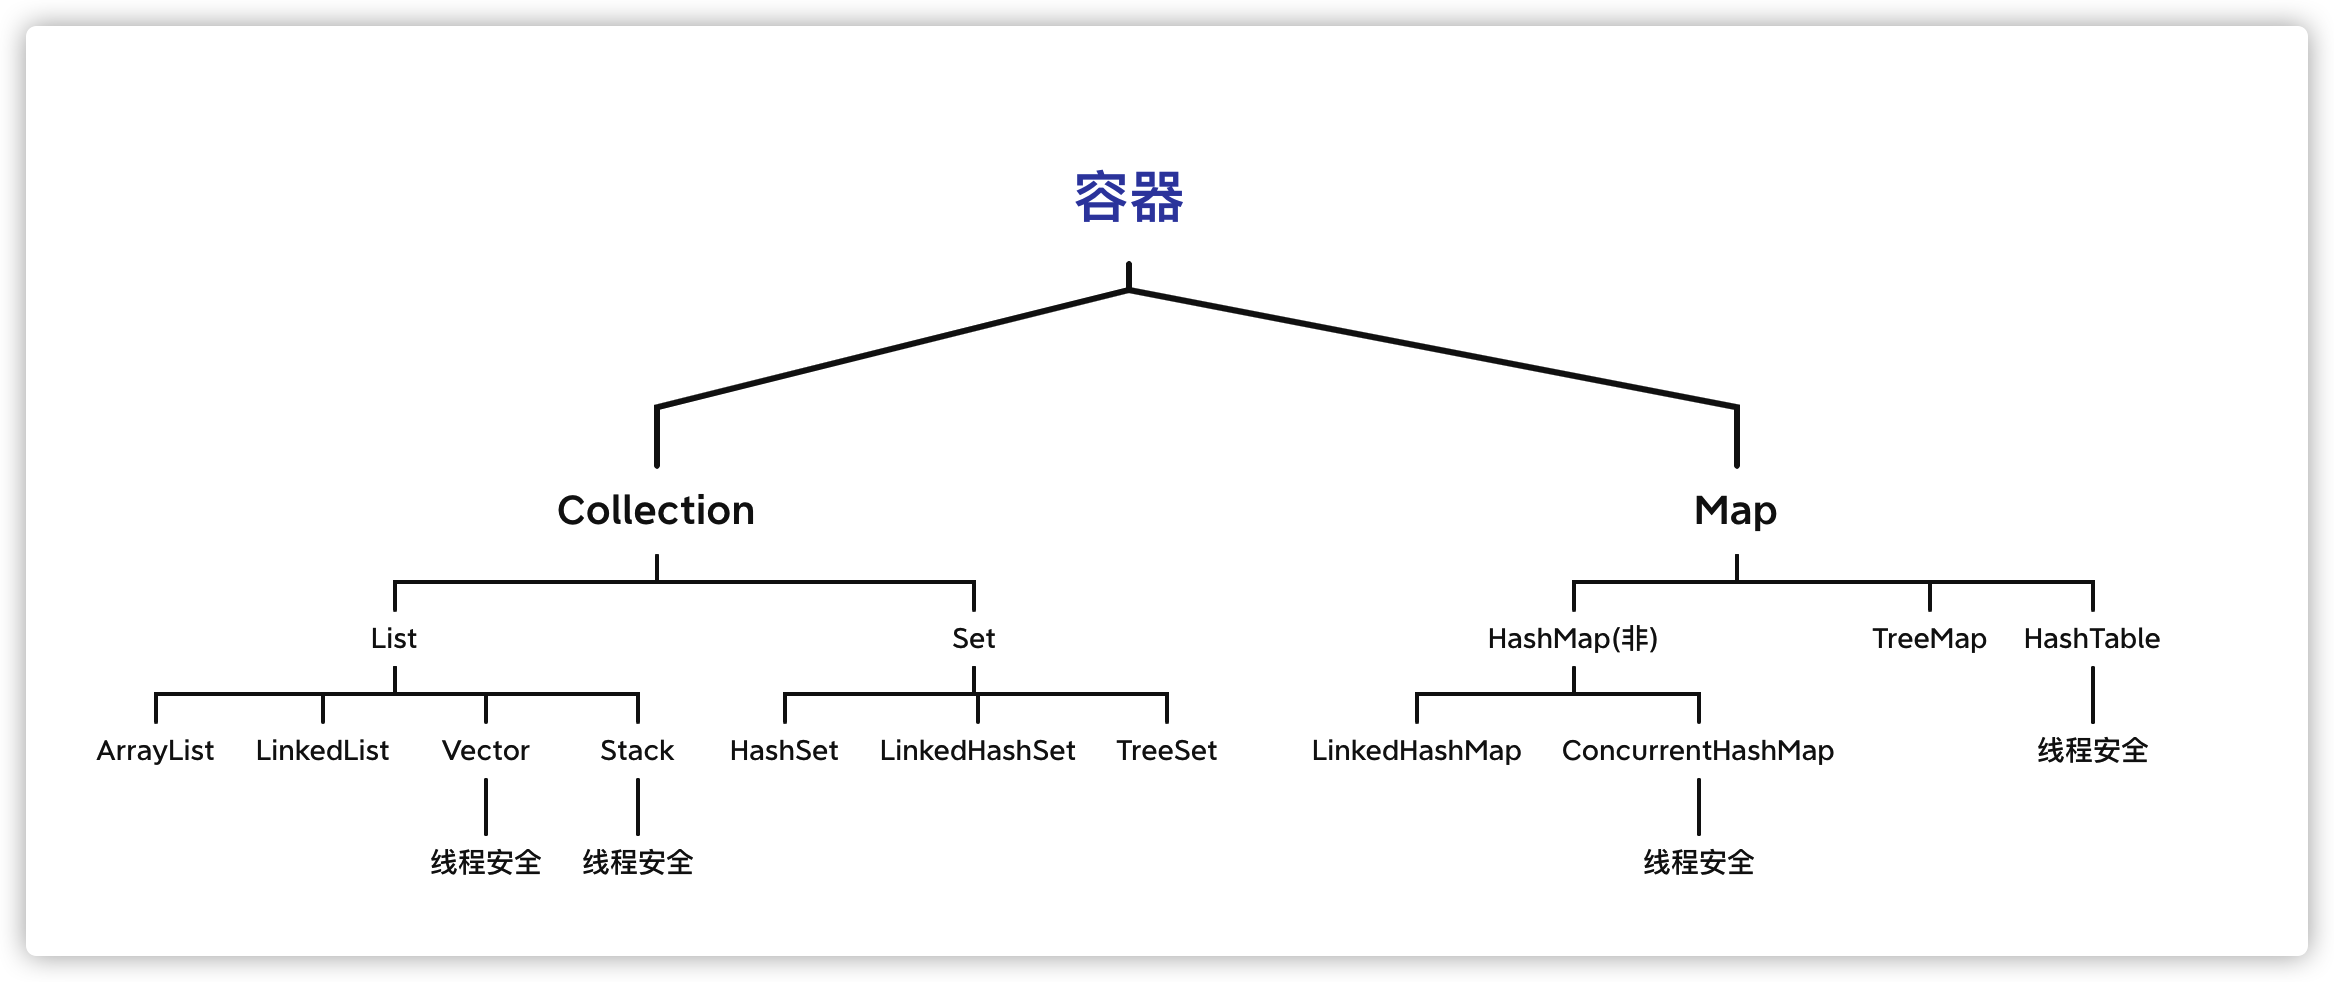 容器
Collection
Map
List
Set
HashMap(非)
TreeMap
HashTable
ArrayList
LinkedList
Vector
Stack
HashSet
LinkedHashSet
TreeSet
LinkedHashMap
ConcurrentHashMap
线程安全
线程安全
线程安全
线程安全